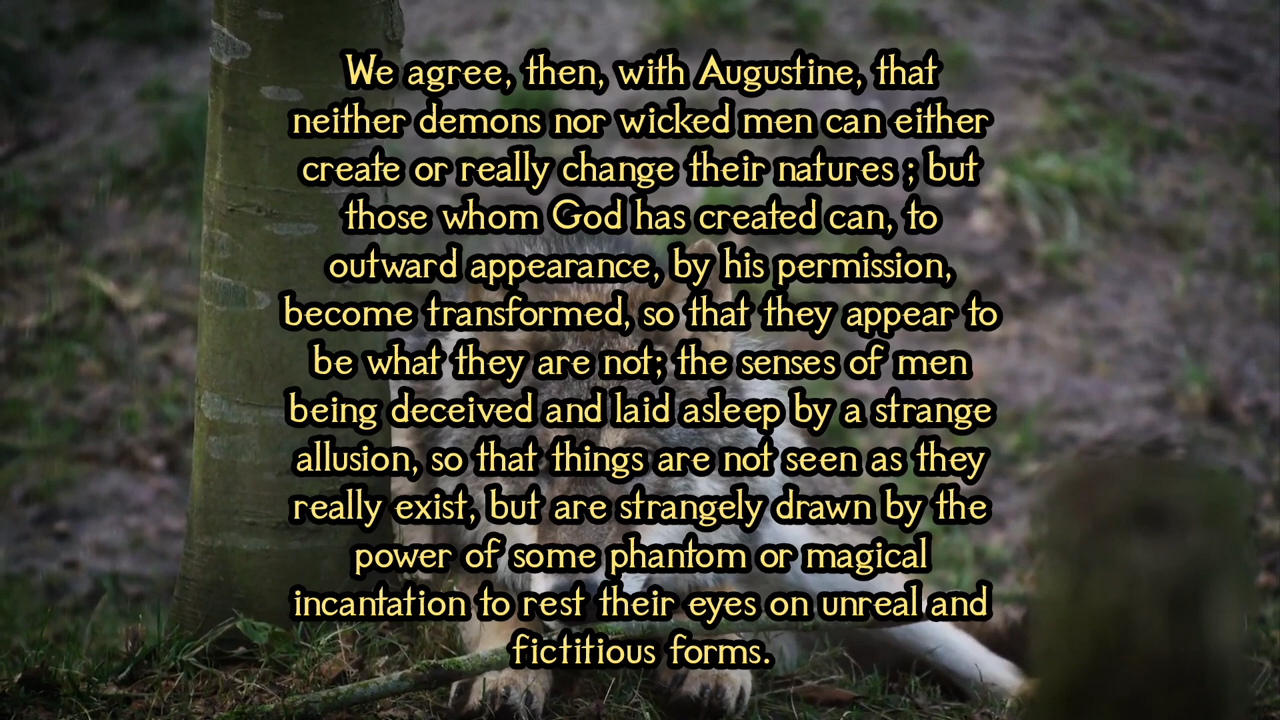 We agree, then, with Augustine, that
neither demons nor wicked men can either
create or really change their natures ; but
those whom God has created can, to
outward appearance, by his permission,
become transformed, so that they appear to
be what they are not; the senses of men
being deceived and laid asleep by a strange
allusion, so that things are not seen as they
really exist, but are strangely drawn by the
power of some phantom or magical
incantation to rest their eyes on unreal and
fictitious forms.